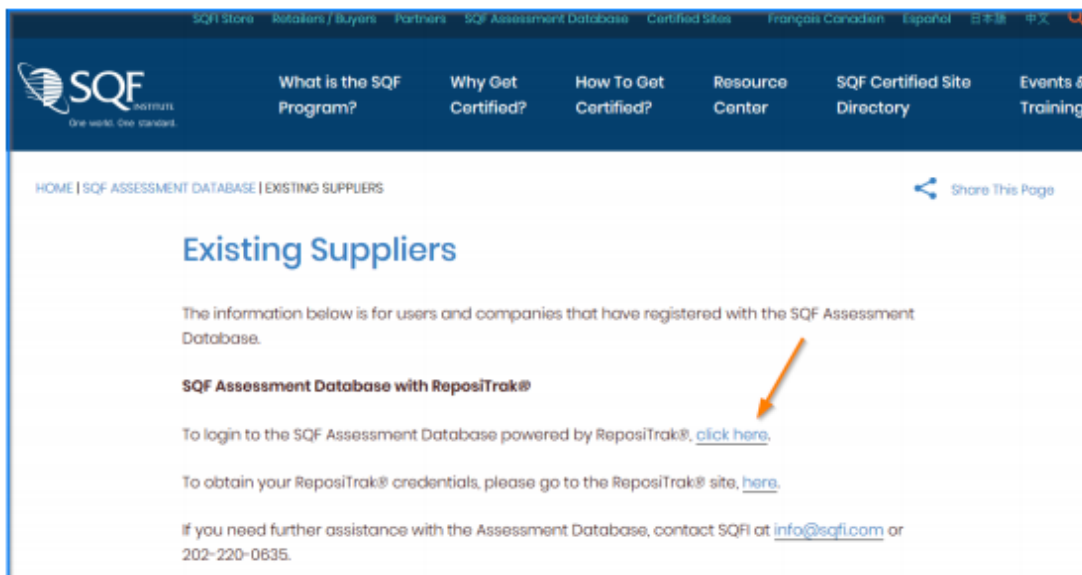 SQFI Store Retailers / Buyers Partners SQF Assessment Database Certified Sites Français Canadien Español 日本語 中文
SQF
INSTITUTE
One world. One standard.
What is the SQF
Program?
Why Get
Certified?
How To Get
Certified?
Resource
Center
SQF Certified Site
Directory
Events &
Training
HOME | SQF ASSESSMENT DATABASE | EXISTING SUPPLIERS
Share This Page
Existing Suppliers
The information below is for users and companies that have registered with the SQF Assessment
Database.
SQF Assessment Database with ReposiTrak®
To login to the SQF Assessment Database powered by ReposiTrak®, click here.
To obtain your ReposiTrak® credentials, please go to the ReposiTrak® site, here.
If you need further assistance with the Assessment Database, contact SQFI at info@sqfi.com or
202-220-0635.